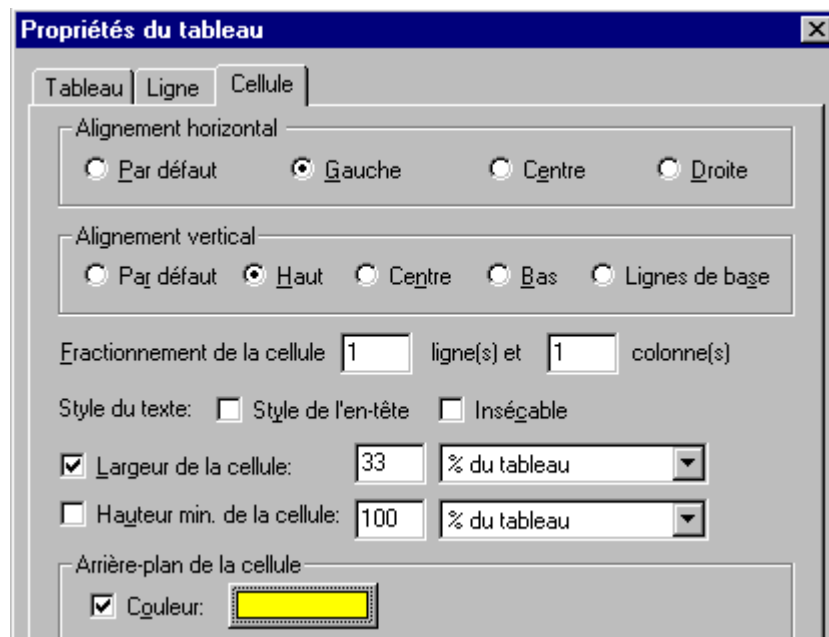 Propriétés du tableau
Tableau Ligne Cellule
Alignement horizontal
Par défaut Gauche Centre Droite
Alignement vertical
Par défaut Haut Centre Bas Lignes de base
Fractionnement de la cellule 1 ligne(s) et 1 colonne(s)
Style du texte: Style de l'en-tête Insécable
Largeur de la cellule: 33 % du tableau
Hauteur min. de la cellule: 100 % du tableau
Arrière-plan de la cellule
Couleur: